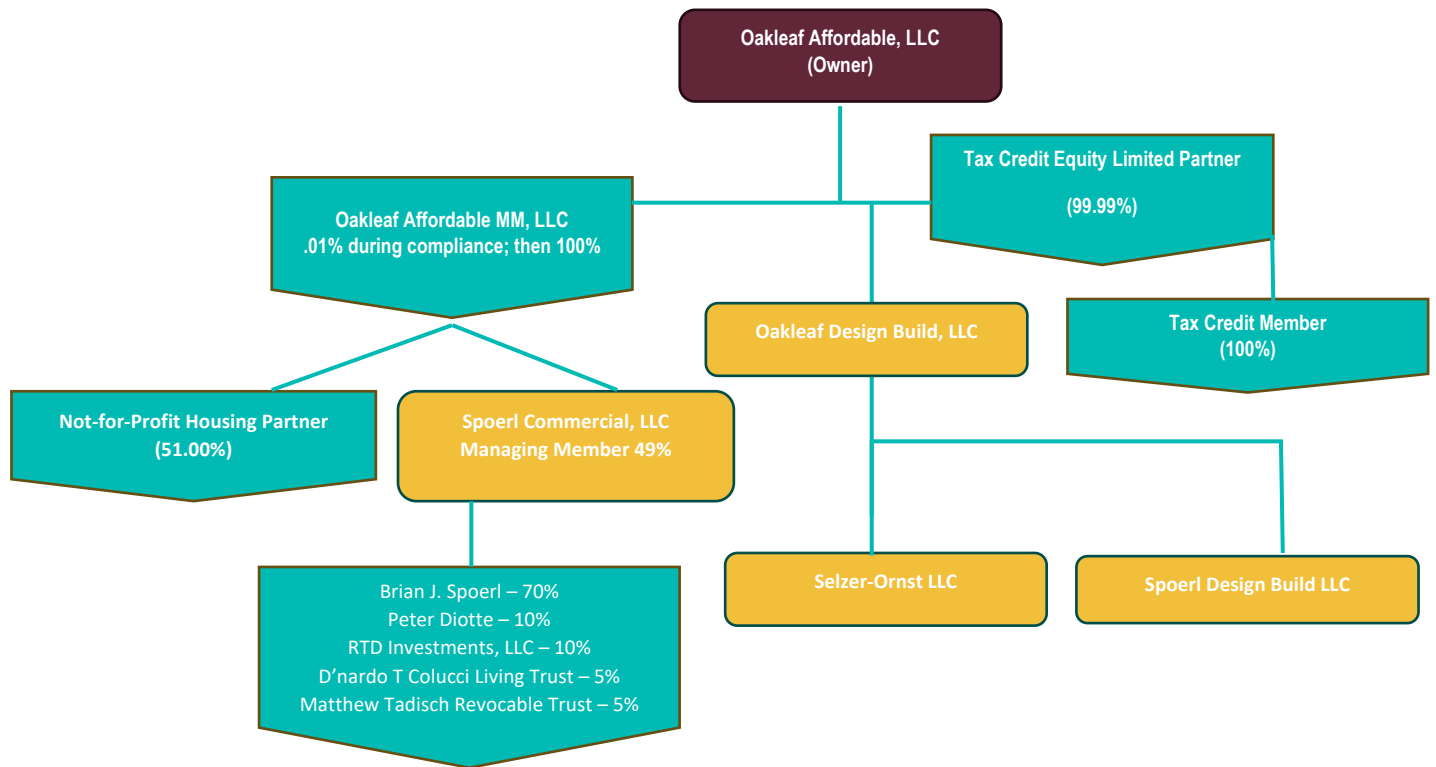 Oakleaf Affordable, LLC
(Owner)
Tax Credit Equity Limited Partner
(99.99%)
Oakleaf Affordable MM, LLC
.01% during compliance; then 100%
Oakleaf Design Build, LLC
Tax Credit Member
(100%)
Not-for-Profit Housing Partner
(51.00%)
Spoerl Commercial, LLC
Managing Member 49%
Selzer-Ornst LLC
Spoerl Design Build LLC
Brian J. Spoerl – 70%
Peter Diotte – 10%
RTD Investments, LLC – 10%
D’nardo T Colucci Living Trust – 5%
Matthew Tadisch Revocable Trust – 5%